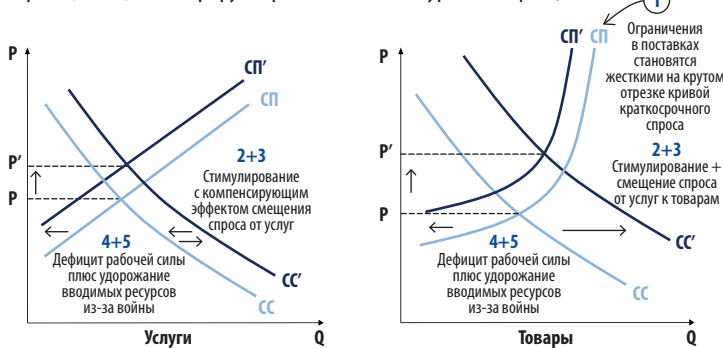 P
СП′
СП
P′
P
2+3
Стимулирование
с компенсирующим
эффектом смещения
спроса от услуг
4+5
Дефицит рабочей силы
плюс удорожание
вводимых ресурсов
из-за войны
СС′
СС
Услуги
Q
1
P
СП′
СП
Ограничения
в поставках
становятся
жесткими на крутом
отрезке кривой
краткосрочного
спроса
P′
P
2+3
Стимулирование +
смещение спроса
от услуг к товарам
4+5
Дефицит рабочей силы
плюс удорожание
вводимых ресурсов
из-за войны
СС′
СС
Товары
Q